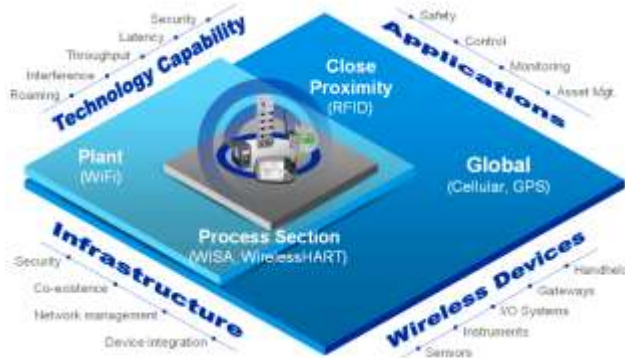 Security
Latency
Throughput
Interference
Roaming
Technology Capability
Safety
Control
Monitoring
Asset Mgt.
Applications
Close
Proximity
(RFID)
Plant
(WiFi)
Global
(Cellular, GPS)
Process Section
(WISA, WirelessHART)
Infrastructure
Security
Co-existence
Network management
Device integration
Wireless Devices
Handheld
Gateways
I/O Systems
Instruments
Sensors